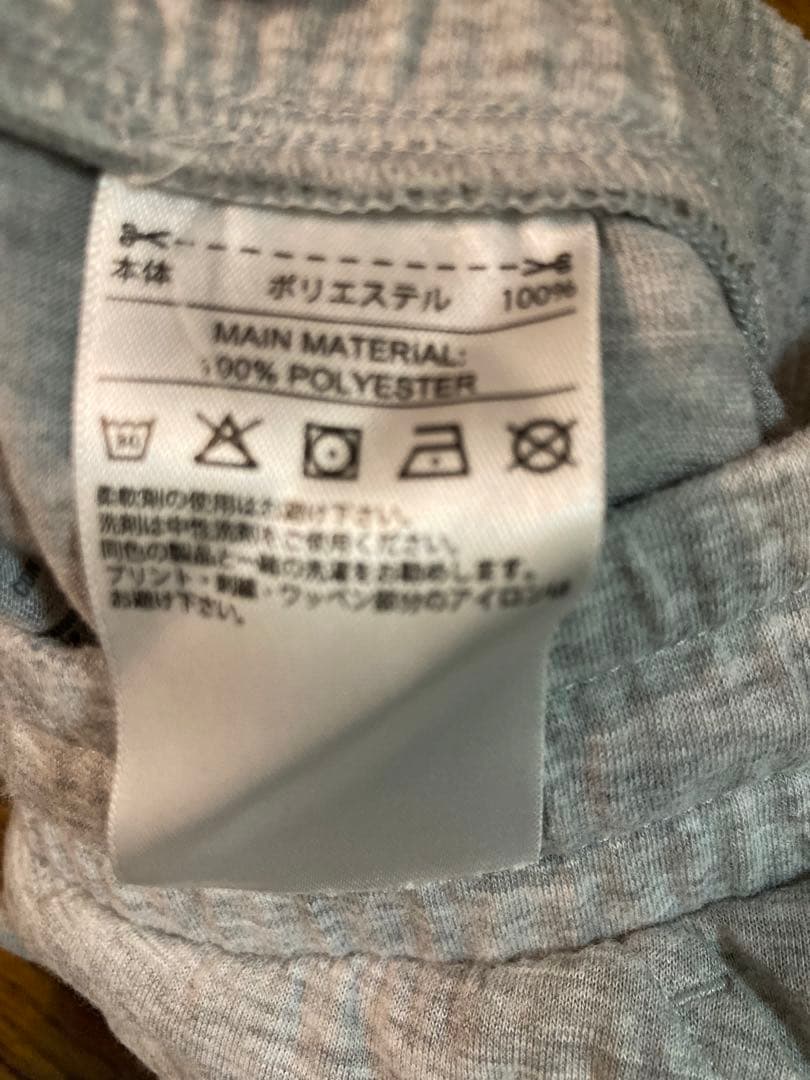 本体 ポリエステル 100%
MAIN MATERIAL:
100% POLYESTER
30
柔軟剤の使用はお避け下さい。
洗剤は中性洗剤をご使用ください。
同色の製品と一緒の洗濯をお勧めします。
プリント・刺繍・ワッペン部分のアイロンは
お避け下さい。